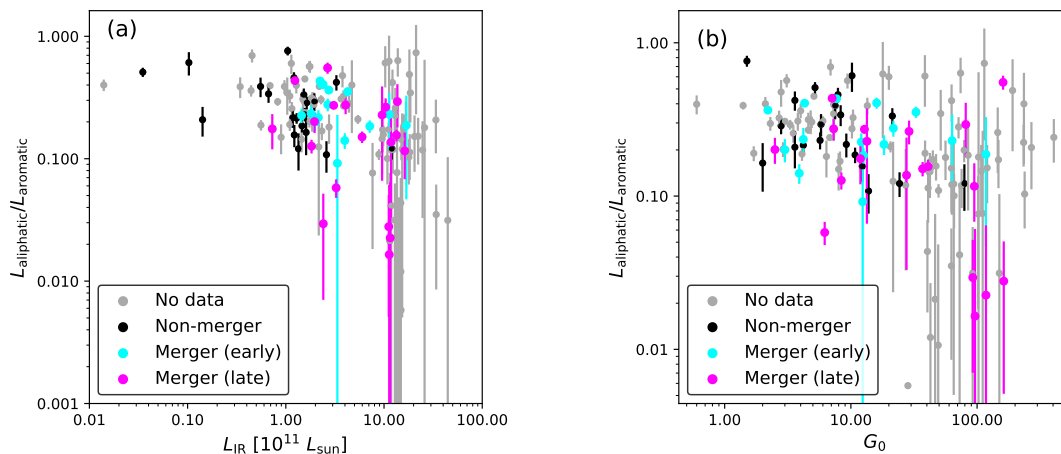 (a)
1.000
0.100
0.010
0.001
L_aliphatic/L_aromatic
0.01 0.10 1.00 10.00 100.00
L_IR [10^11 L_sun]
No data
Non-merger
Merger (early)
Merger (late)
(b)
1.00
0.10
0.01
L_aliphatic/L_aromatic
1.00 10.00 100.00
G_0
No data
Non-merger
Merger (early)
Merger (late)